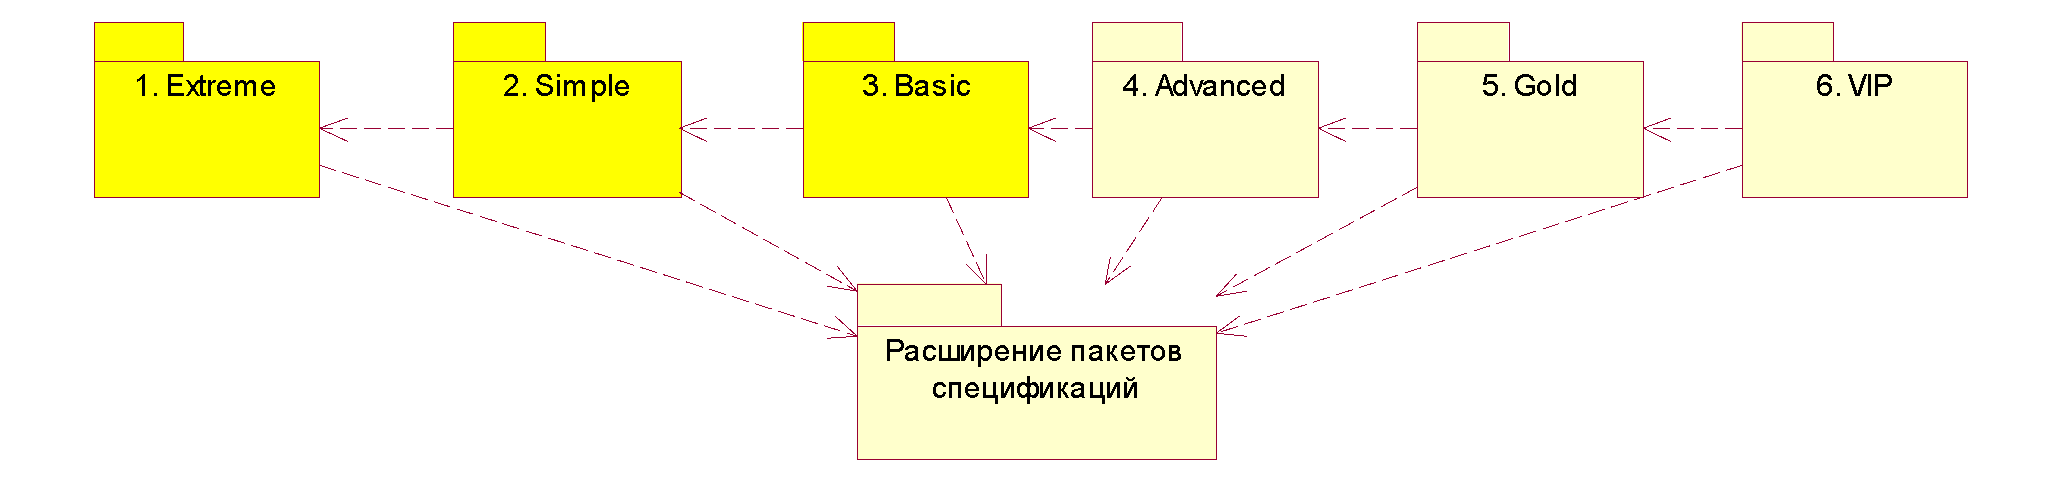 1. Extreme
2. Simple
3. Basic
4. Advanced
5. Gold
6. VIP
Расширение пакетов
спецификаций